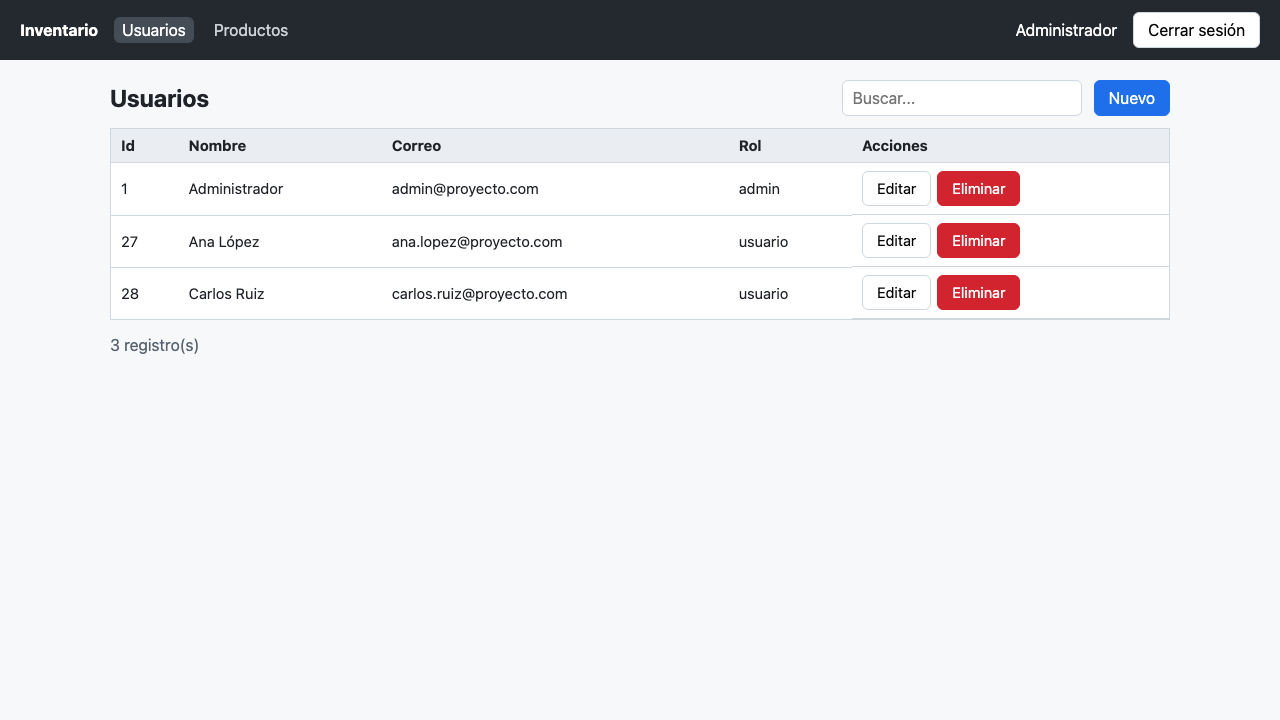 Inventario Usuarios Productos Administrador Cerrar sesión
Usuarios Buscar... Nuevo
Id Nombre Correo Rol Acciones
1 Administrador admin@proyecto.com admin Editar Eliminar
27 Ana López ana.lopez@proyecto.com usuario Editar Eliminar
28 Carlos Ruiz carlos.ruiz@proyecto.com usuario Editar Eliminar
3 registro(s)